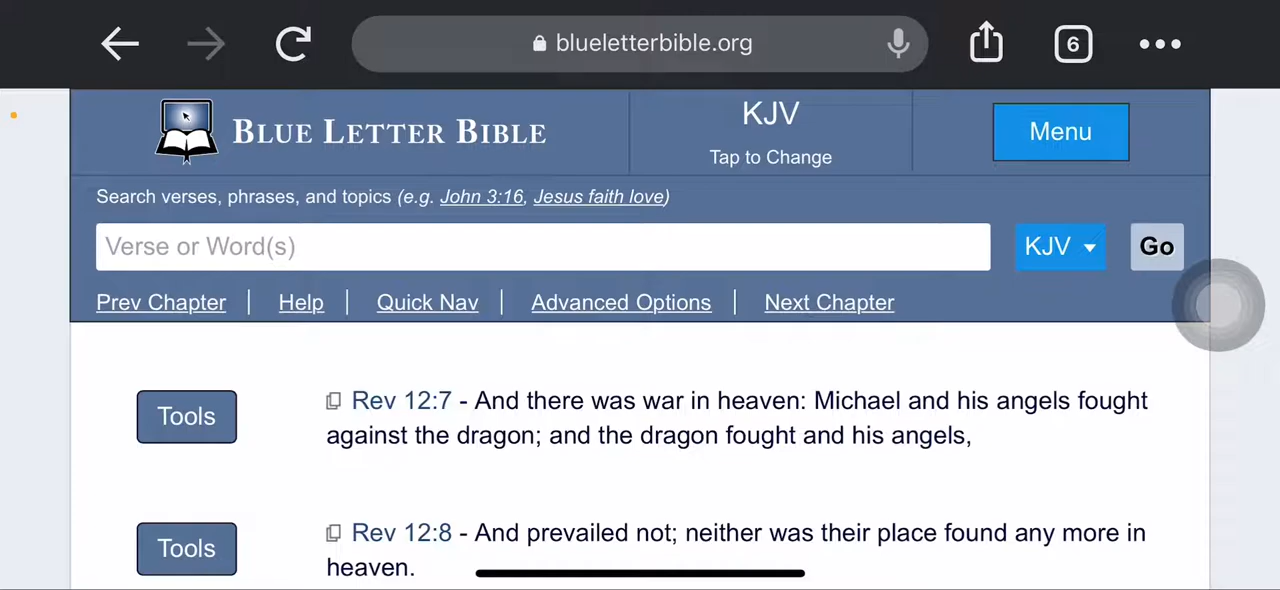 blueletterbible.org
6
BLUE LETTER BIBLE
KJV
Tap to Change
Menu
Search verses, phrases, and topics (e.g. John 3:16, Jesus faith love)
Verse or Word(s)
KJV
Go
Prev Chapter | Help | Quick Nav | Advanced Options | Next Chapter
Tools
Rev 12:7 - And there was war in heaven: Michael and his angels fought
against the dragon; and the dragon fought and his angels,
Tools
Rev 12:8 - And prevailed not; neither was their place found any more in
heaven.